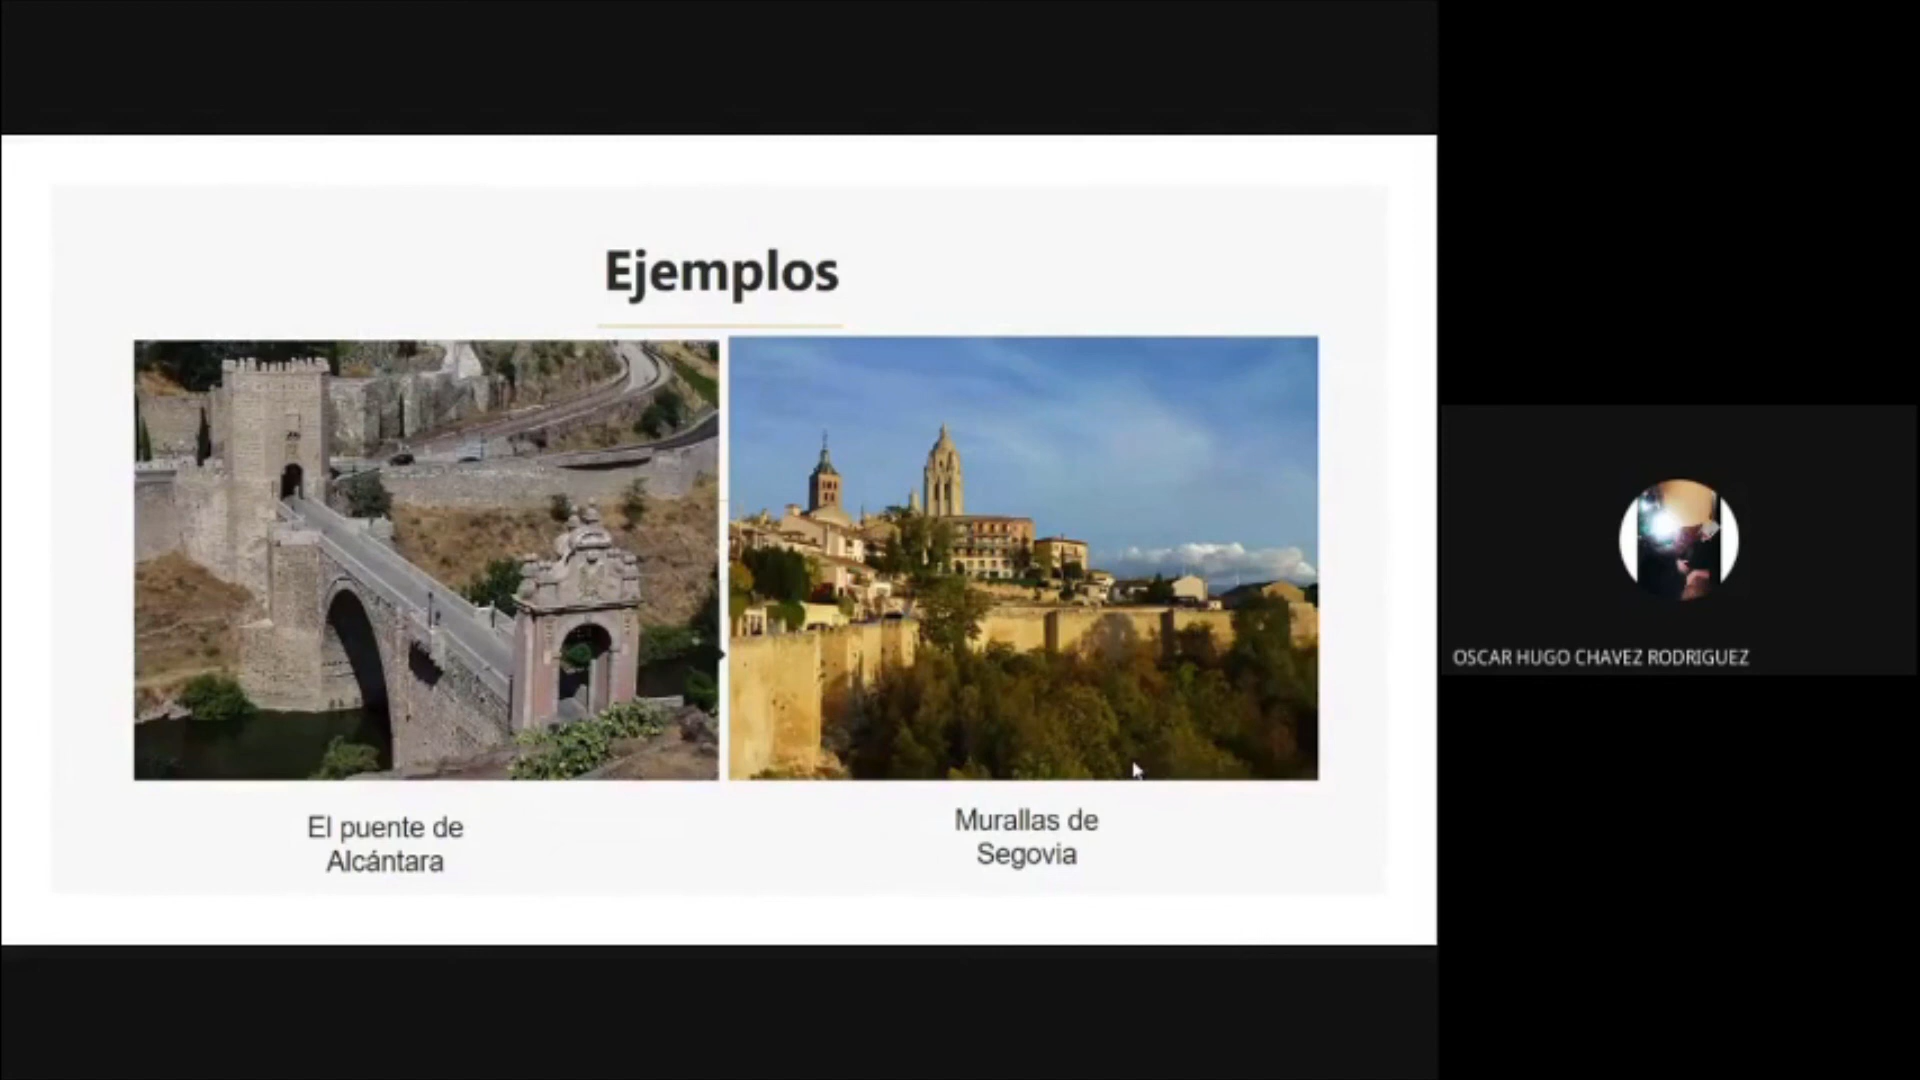 Ejemplos
El puente de
Alcántara
Murallas de
Segovia
OSCAR HUGO CHAVEZ RODRIGUEZ